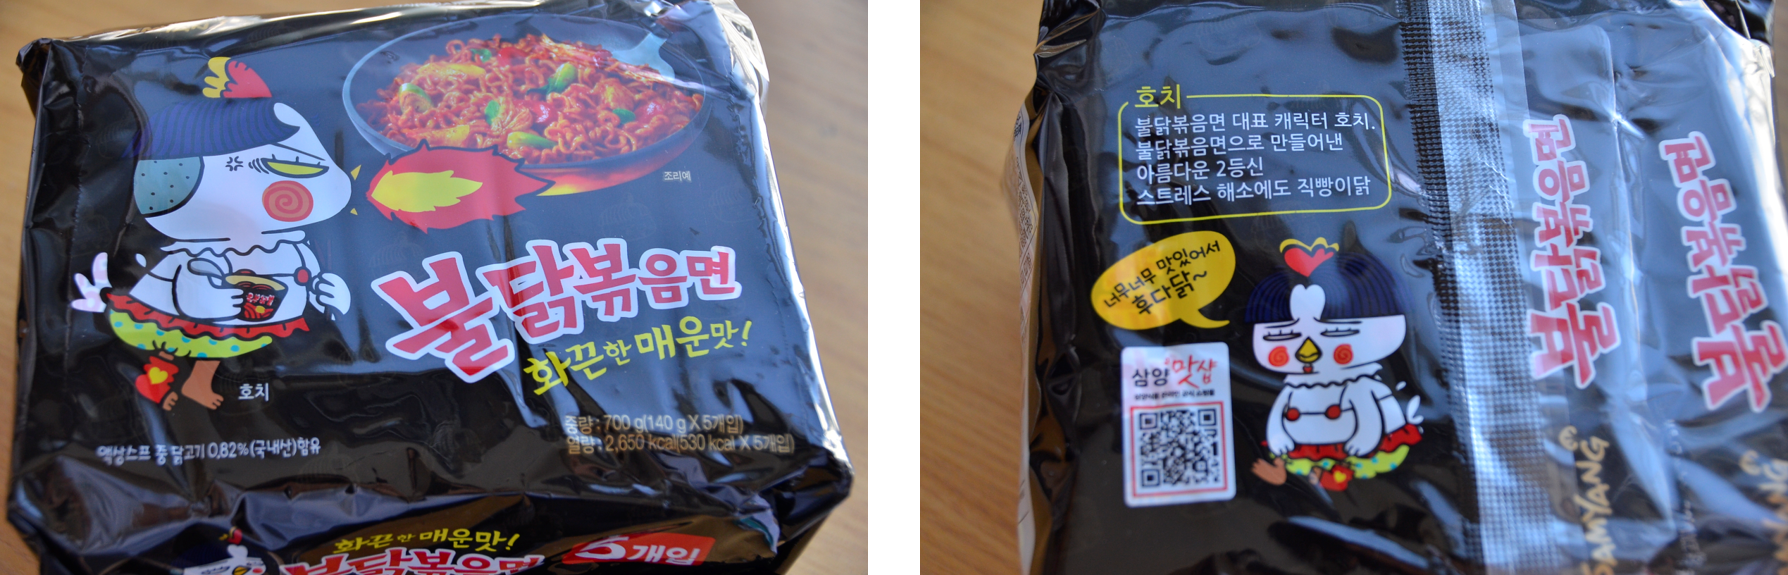 조리예
불닭볶음면
화끈한 매운맛!
호치
중량 : 700 g(140 g X 5개입)
열량 : 2,650 kcal(530 kcal X 5개입)
액상스프 중 닭고기 0.82%(국내산)함유
화끈한 매운맛!
불닭볶음면
5개입
호치
불닭볶음면 대표 캐릭터 호치.
불닭볶음면으로 만들어낸
아름다운 2등신
스트레스 해소에도 직빵이닭
너무너무 맛있어서
후다닭~
삼양 맛샵
불닭볶음면
SAMYANG
불닭볶음면